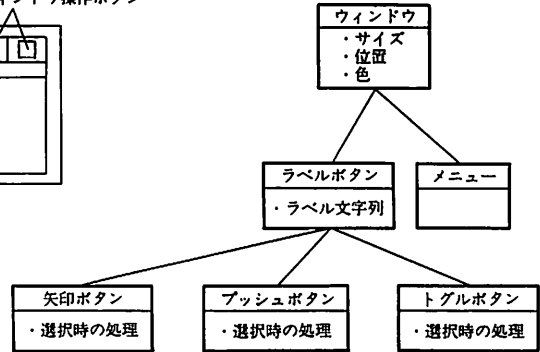 ンドウ操作ボタン
ウィンドウ
・サイズ
・位置
・色
ラベルボタン
・ラベル文字列
メニュー
矢印ボタン
・選択時の処理
プッシュボタン
・選択時の処理
トグルボタン
・選択時の処理